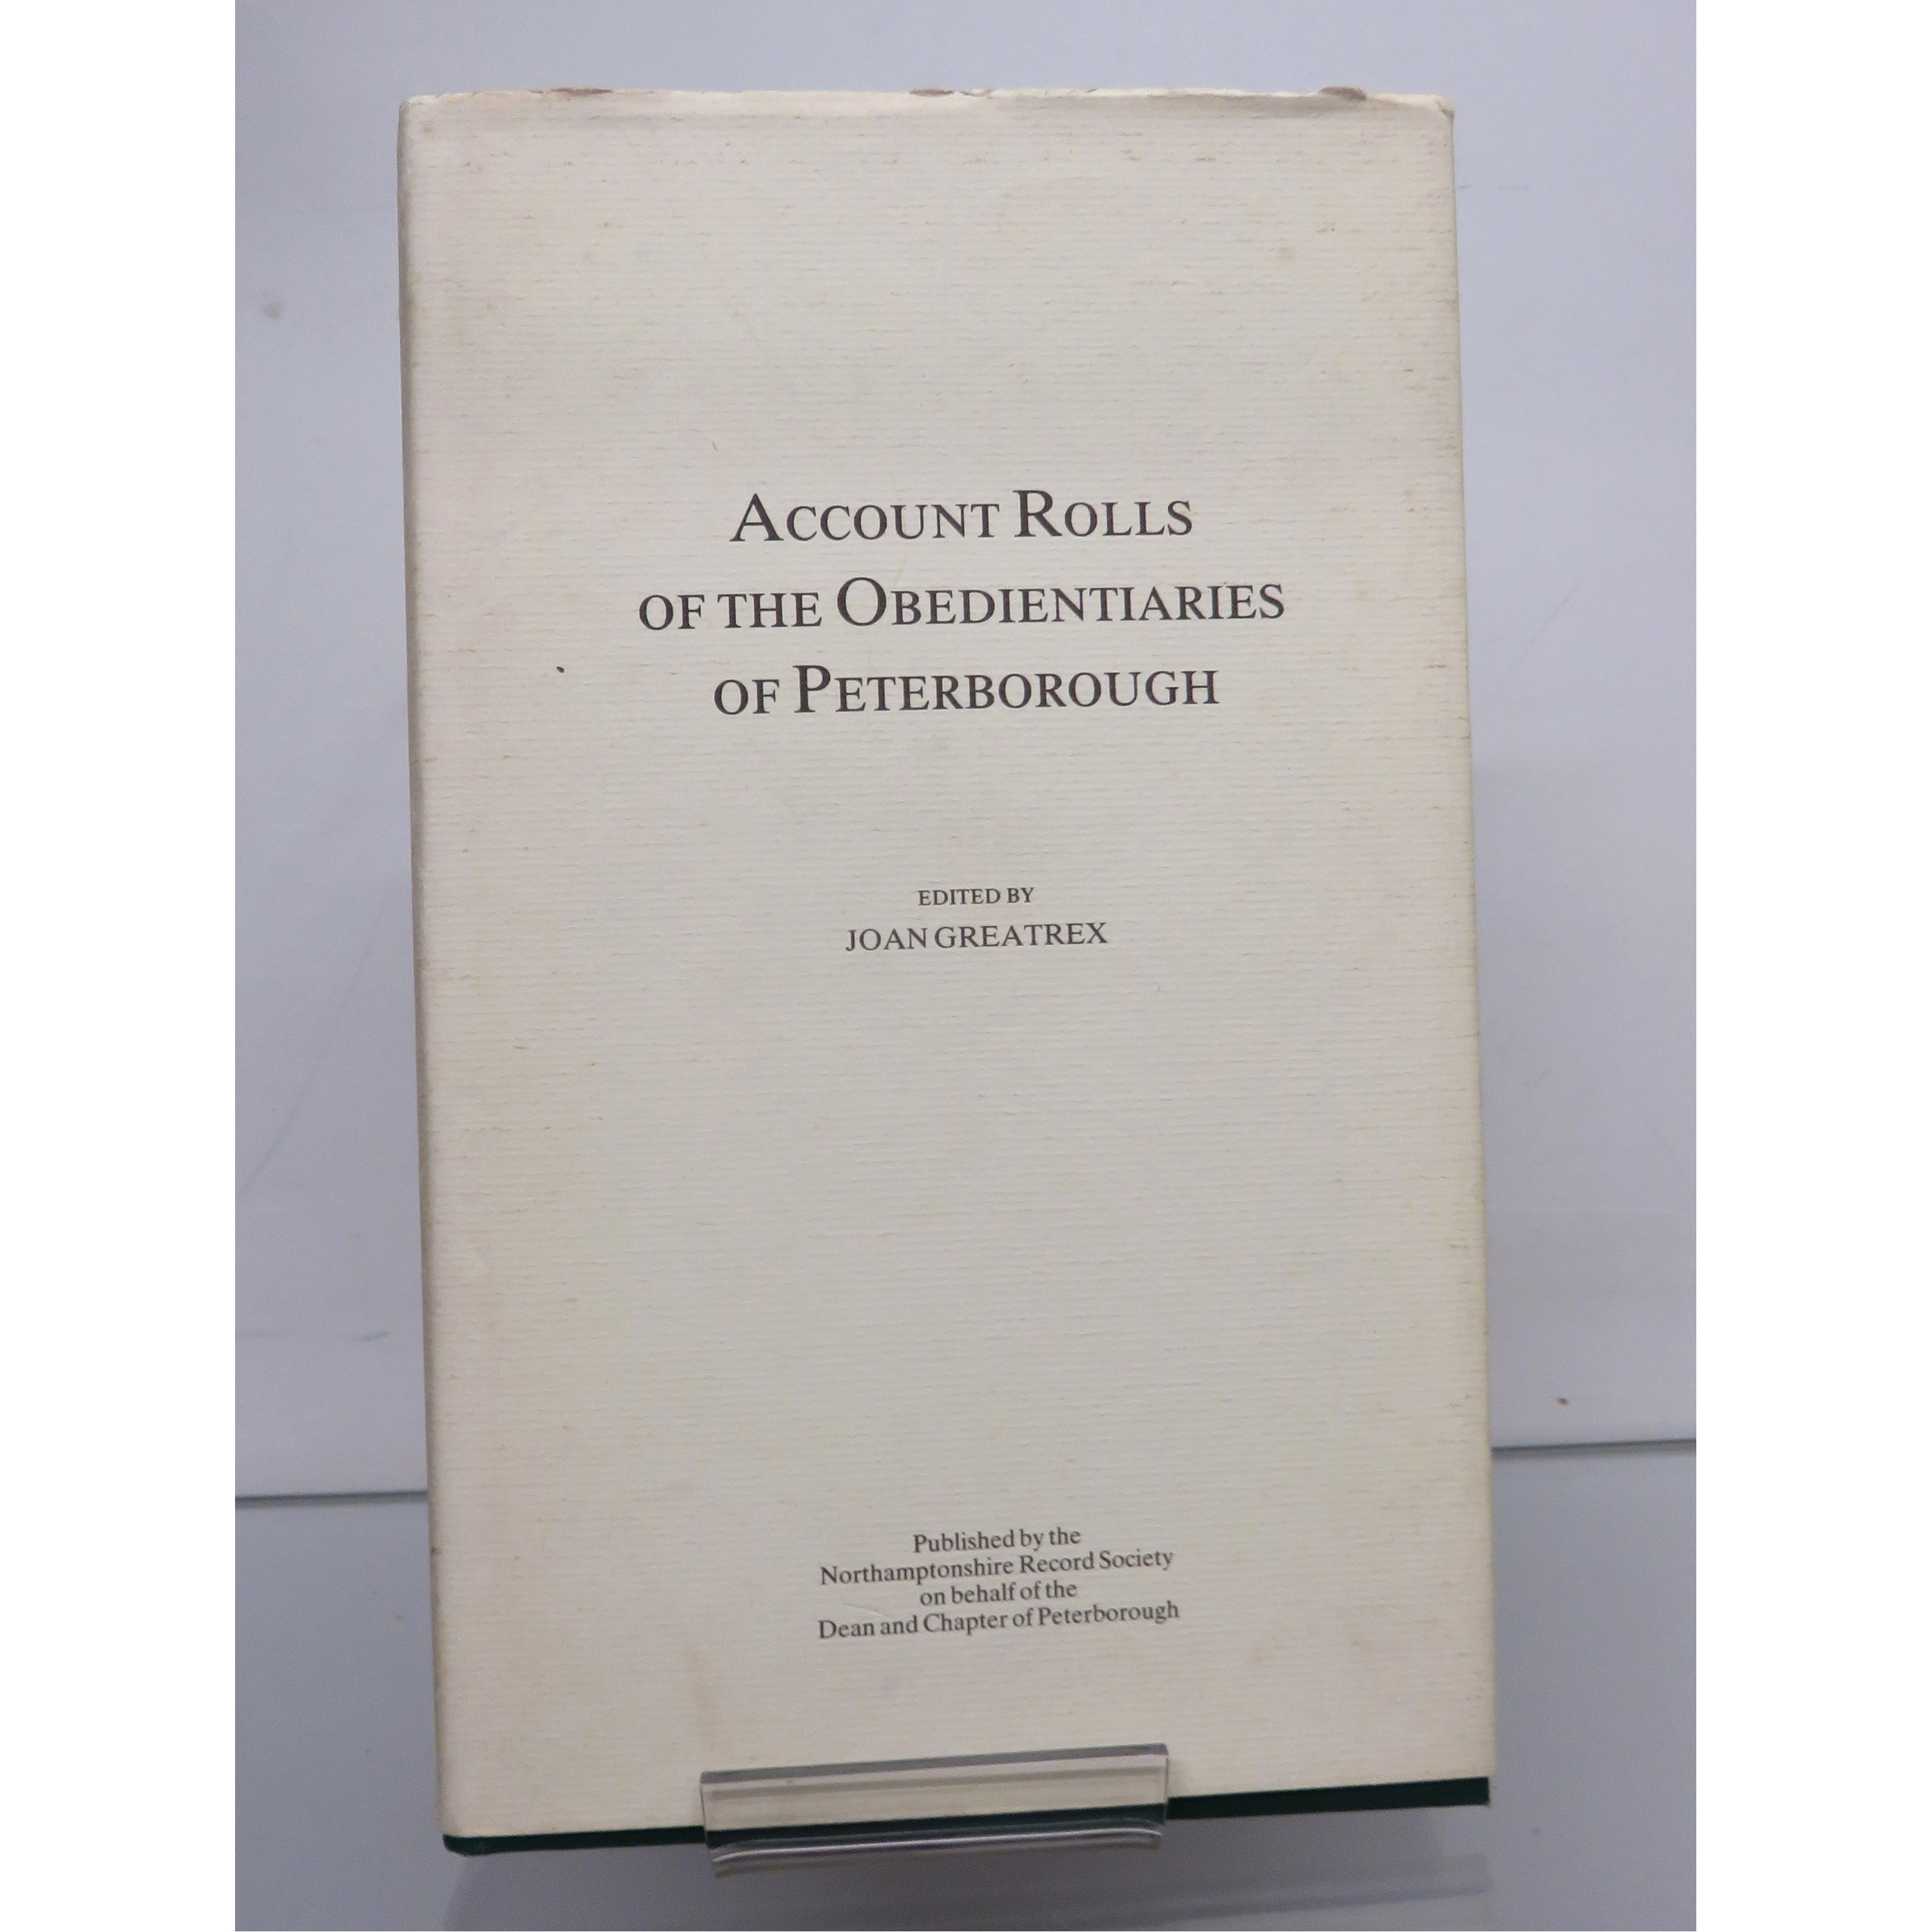 ACCOUNT ROLLS
OF THE OBEDIENTIARIES
OF PETERBOROUGH
EDITED BY
JOAN GREATREX
Published by the
Northamptonshire Record Society
on behalf of the
Dean and Chapter of Peterborough